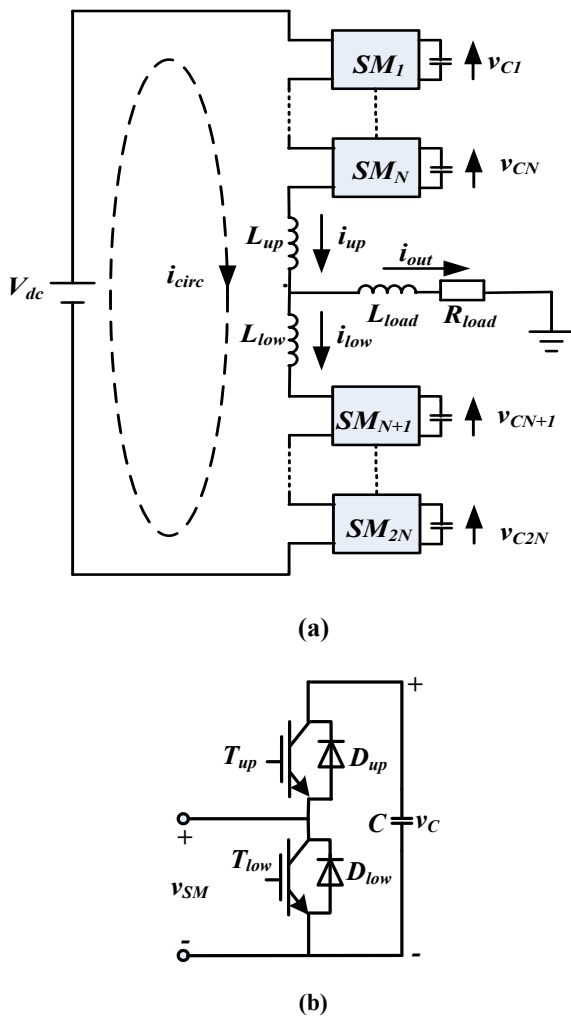 SM1
vC1
SMN
vCN
Lup
iup
iout
Vdc
icirc
Lload
Rload
Llow
ilow
SMN+1
vCN+1
SM2N
vC2N
(a)
+
Tup
Dup
+
C
vC
Tlow
Dlow
vSM
-
-
(b)